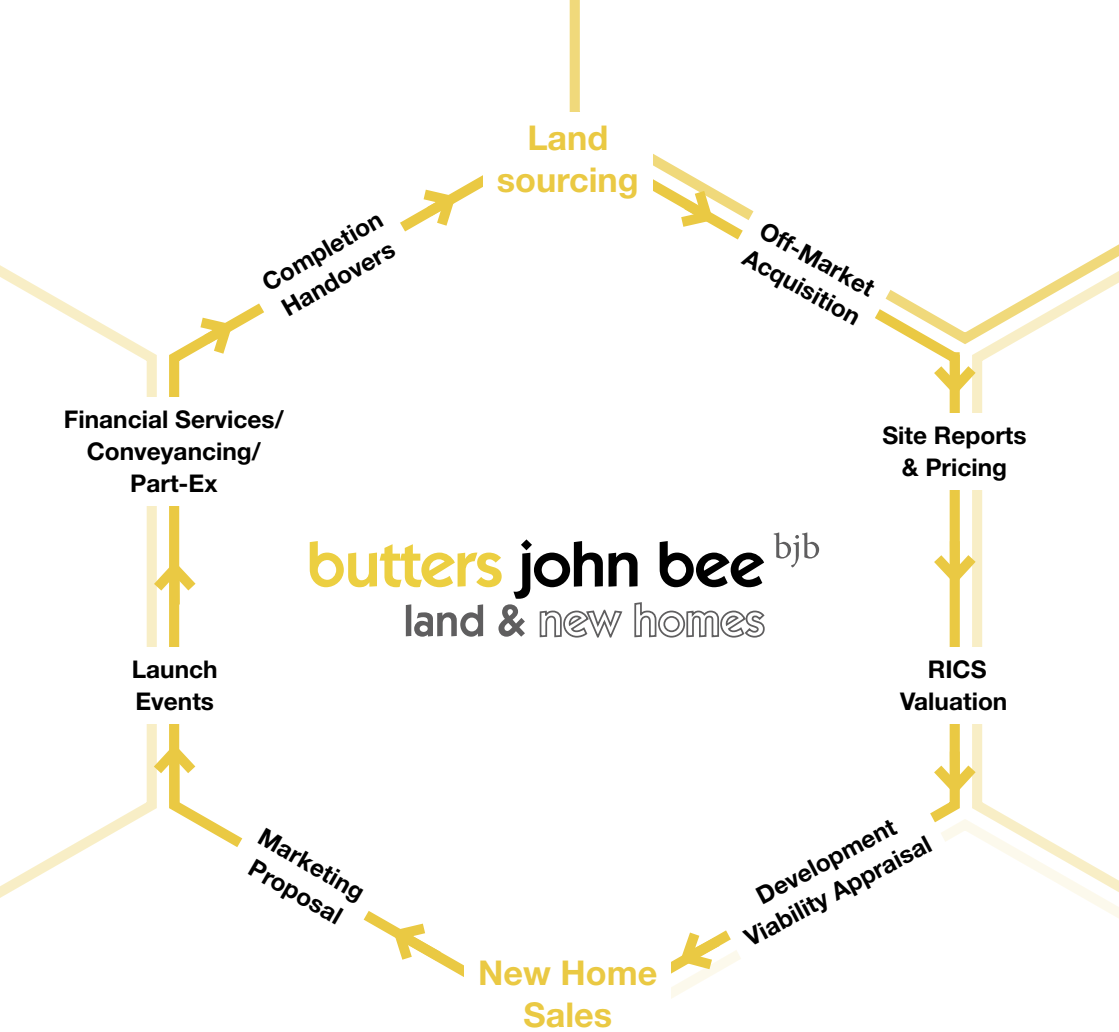 Land
sourcing
Off-Market
Acquisition
Site Reports
& Pricing
RICS
Valuation
Development
Viability Appraisal
New Home
Sales
Marketing
Proposal
Launch
Events
Financial Services/
Conveyancing/
Part-Ex
Completion
Handovers
butters john bee bjb
land & new homes